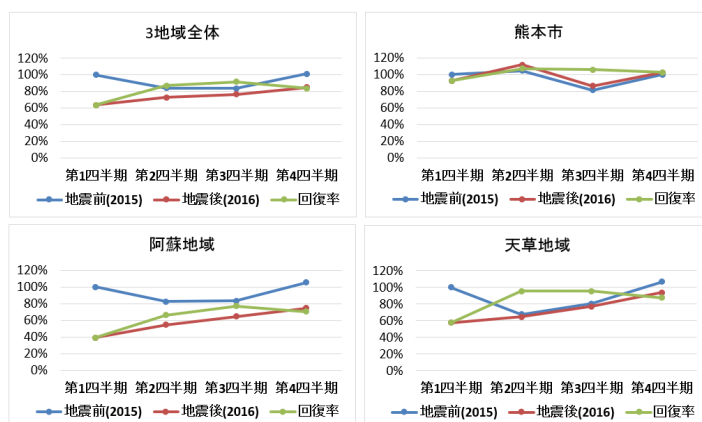 3地域全体
120%
100%
80%
60%
40%
20%
0%
第1四半期 第2四半期 第3四半期 第4四半期
地震前(2015) 地震後(2016) 回復率
熊本市
120%
100%
80%
60%
40%
20%
0%
第1四半期 第2四半期 第3四半期 第4四半期
地震前(2015) 地震後(2016) 回復率
阿蘇地域
120%
100%
80%
60%
40%
20%
0%
第1四半期 第2四半期 第3四半期 第4四半期
地震前(2015) 地震後(2016) 回復率
天草地域
120%
100%
80%
60%
40%
20%
0%
第1四半期 第2四半期 第3四半期 第4四半期
地震前(2015) 地震後(2016) 回復率